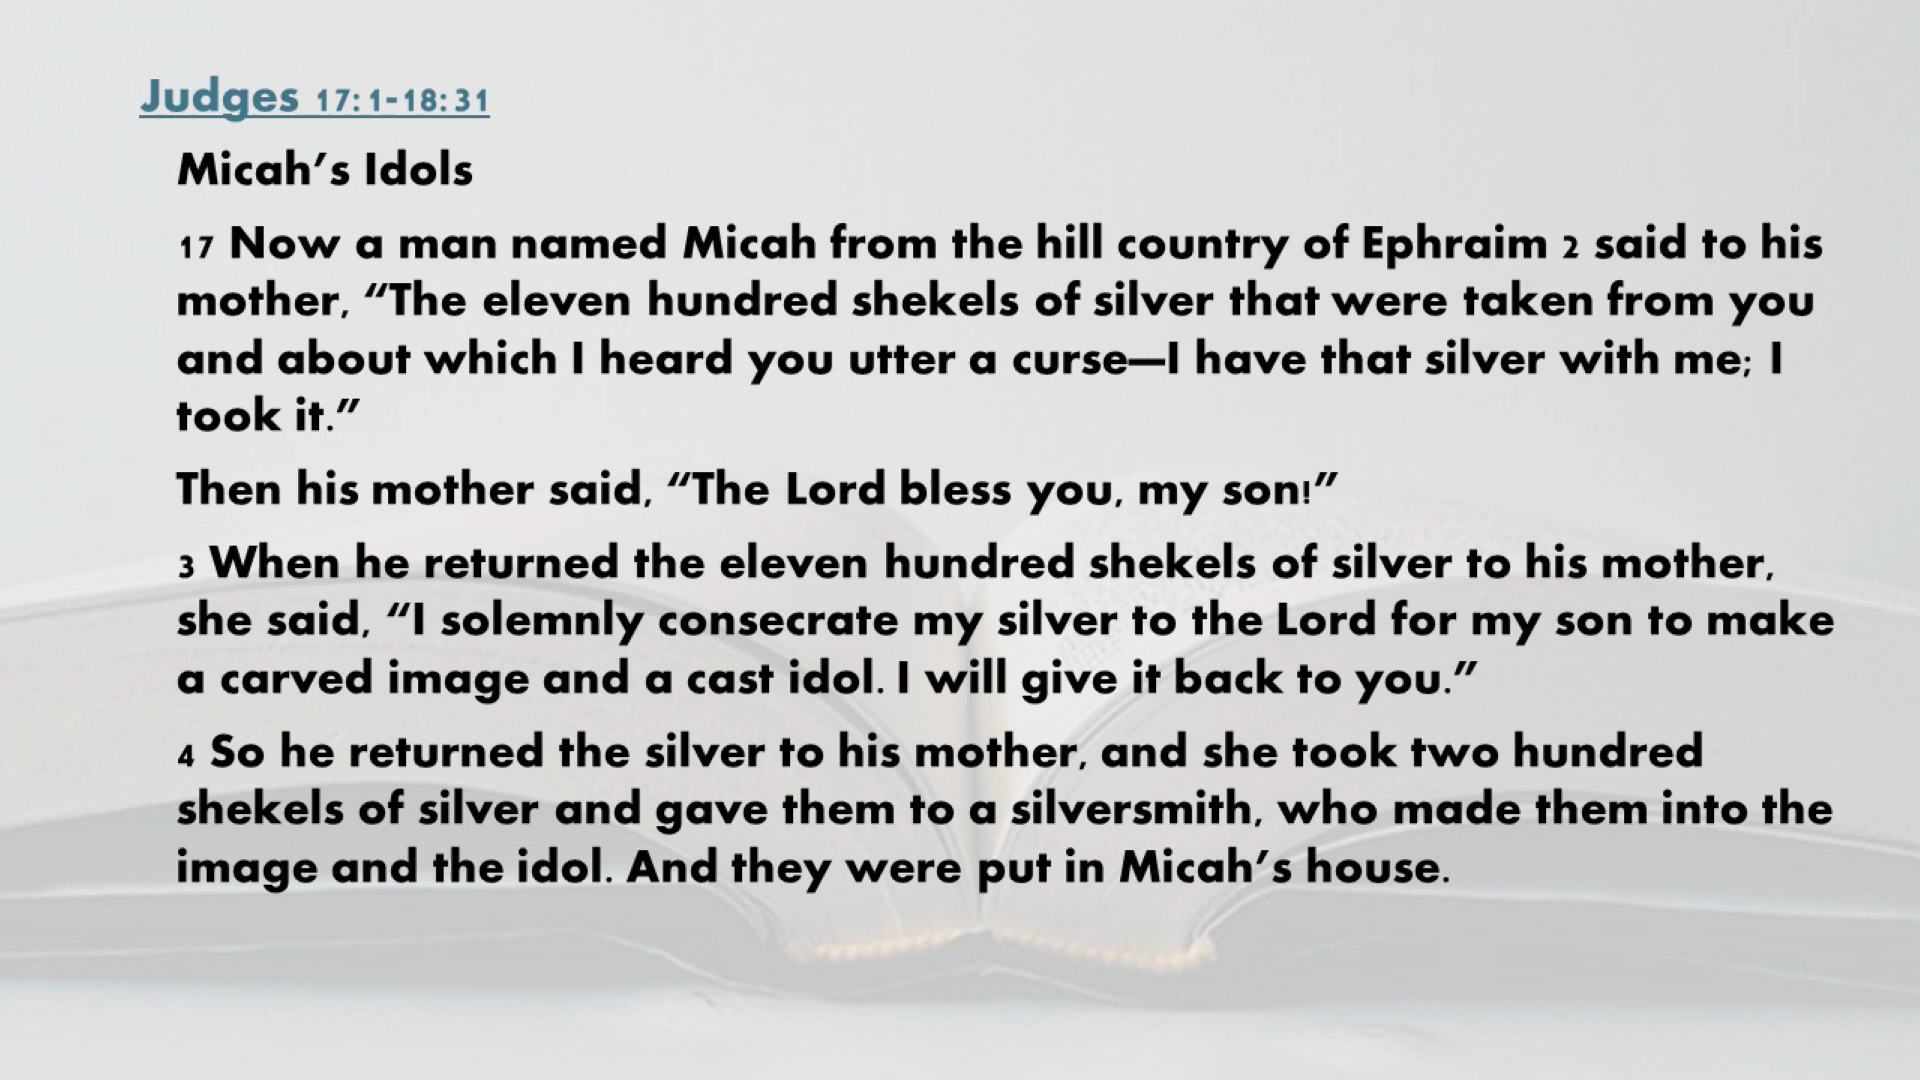 Judges 17:1-18:31
Micah’s Idols
17 Now a man named Micah from the hill country of Ephraim 2 said to his
mother, “The eleven hundred shekels of silver that were taken from you
and about which I heard you utter a curse—I have that silver with me; I
took it.”
Then his mother said, “The Lord bless you, my son!”
3 When he returned the eleven hundred shekels of silver to his mother,
she said, “I solemnly consecrate my silver to the Lord for my son to make
a carved image and a cast idol. I will give it back to you.”
4 So he returned the silver to his mother, and she took two hundred
shekels of silver and gave them to a silversmith, who made them into the
image and the idol. And they were put in Micah’s house.